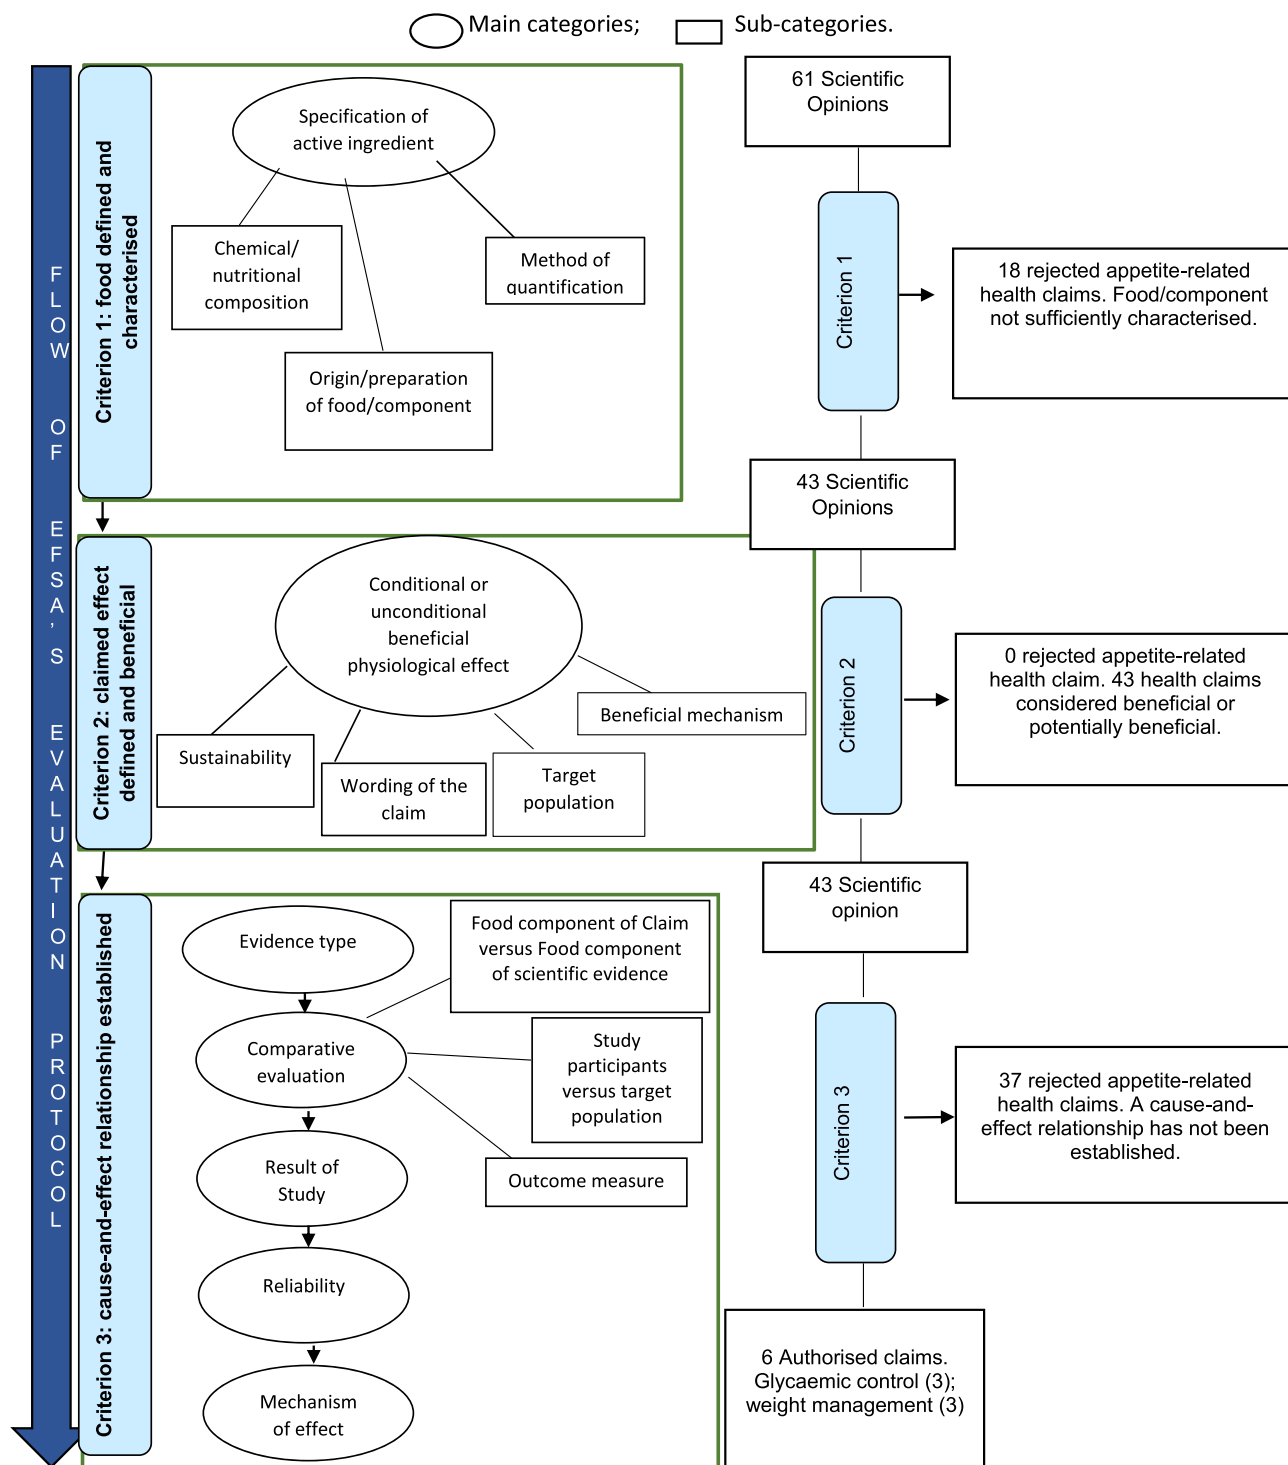 Main categories;
Sub-categories.
FLOW OF EFSA'S EVALUATION PROTOCOL
Criterion 1: food defined and
characterised
Specification of
active ingredient
Chemical/
nutritional
composition
Method of
quantification
Origin/preparation
of food/component
Criterion 2: claimed effect
defined and beneficial
Conditional or
unconditional
beneficial
physiological effect
Sustainability
Wording of the
claim
Target
population
Beneficial mechanism
Criterion 3: cause-and-effect relationship established
Evidence type
Food component of Claim
versus Food component
of scientific evidence
Comparative
evaluation
Study
participants
versus target
population
Outcome measure
Result of
Study
Reliability
Mechanism
of effect
61 Scientific
Opinions
Criterion 1
18 rejected appetite-related
health claims. Food/component
not sufficiently characterised.
43 Scientific
Opinions
Criterion 2
0 rejected appetite-related
health claim. 43 health claims
considered beneficial or
potentially beneficial.
43 Scientific
opinion
Criterion 3
37 rejected appetite-related
health claims. A cause-and-
effect relationship has not been
established.
6 Authorised claims.
Glycaemic control (3);
weight management (3)